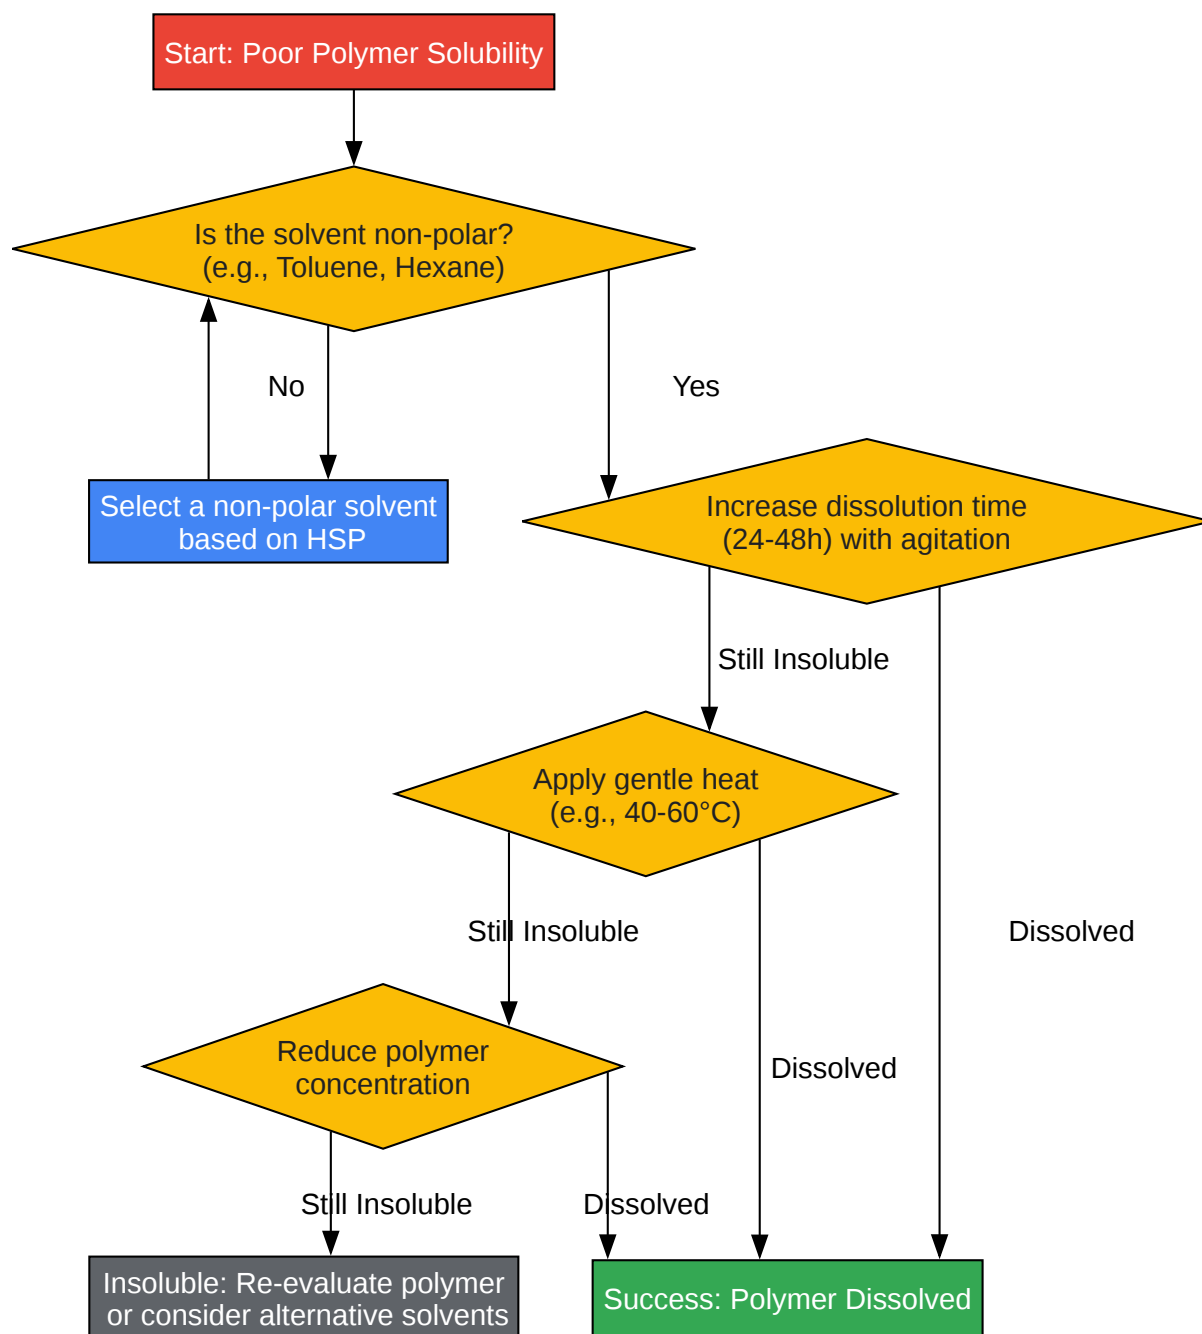 Start: Poor Polymer Solubility
Is the solvent non-polar?
(e.g., Toluene, Hexane)
No
Yes
Select a non-polar solvent
based on HSP
Increase dissolution time
(24-48h) with agitation
Still Insoluble
Apply gentle heat
(e.g., 40-60°C)
Still Insoluble
Dissolved
Reduce polymer
concentration
Dissolved
Still Insoluble
Dissolved
Insoluble: Re-evaluate polymer
or consider alternative solvents
Success: Polymer Dissolved